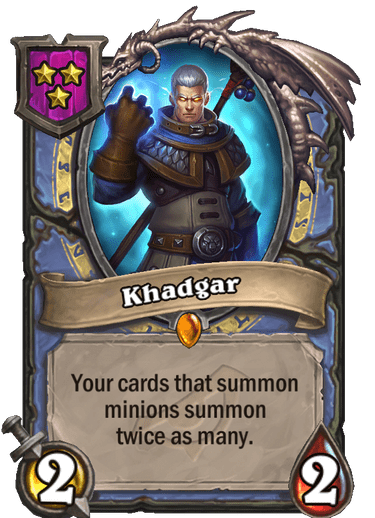 Khadgar
Your cards that summon
minions summon
twice as many.
2
2